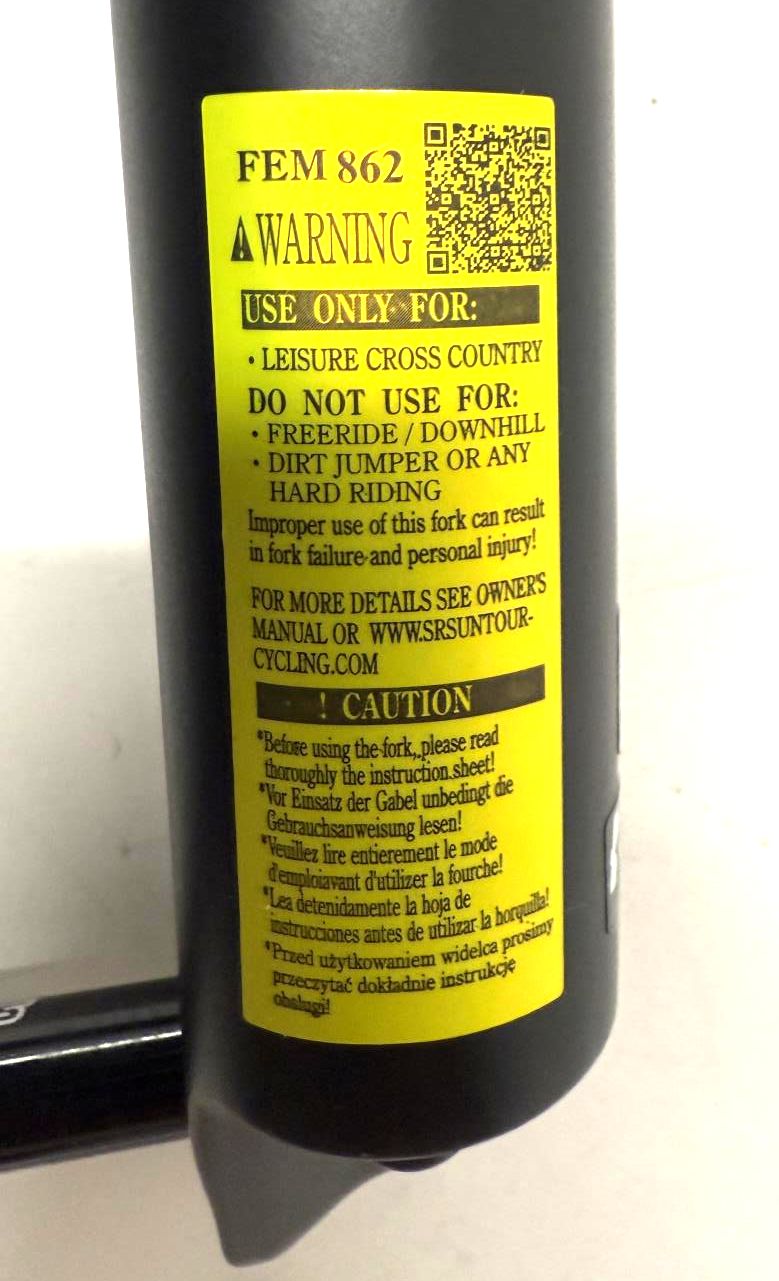 FEM 862
⚠WARNING
USE ONLY FOR:
• LEISURE CROSS COUNTRY
DO NOT USE FOR:
• FREERIDE / DOWNHILL
• DIRT JUMPER OR ANY
HARD RIDING
Improper use of this fork can result
in fork failure and personal injury!
FOR MORE DETAILS SEE OWNER'S
MANUAL OR WWW.SRSUNTOUR-
CYCLING.COM
! CAUTION
*Before using the fork, please read
thoroughly the instruction sheet!
*Vor Einsatz der Gabel unbedingt die
Gebrauchsanweisung lesen!
*Veuillez lire entierement le mode
d'emploiavant d'utilizer la fourche!
*Lea detenidamente la hoja de
instrucciones antes de utilizar la horquilla!
*Przed użytkowaniem widelca prosimy
przeczytać dokładnie instrukcję
obsługi!